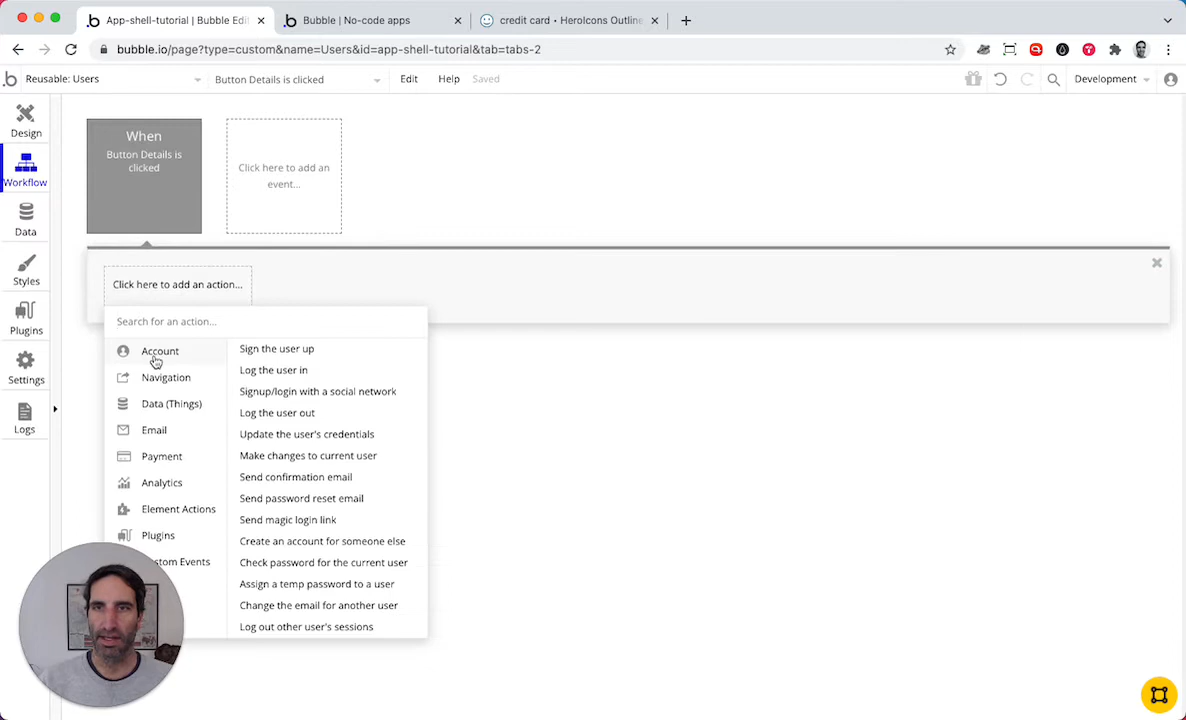 App-shell-tutorial | Bubble Edi
Bubble | No-code apps
credit card • HeroIcons Outline
bubble.io/page?type=custom&name=Users&id=app-shell-tutorial&tab=tabs-2
Reusable: Users
Button Details is clicked
Edit
Help
Saved
Development
Design
Workflow
Data
Styles
Plugins
Settings
Logs
When
Button Details is
clicked
Click here to add an
event...
Click here to add an action...
Search for an action...
Account
Navigation
Data (Things)
Email
Payment
Analytics
Element Actions
Plugins
stom Events
Sign the user up
Log the user in
Signup/login with a social network
Log the user out
Update the user's credentials
Make changes to current user
Send confirmation email
Send password reset email
Send magic login link
Create an account for someone else
Check password for the current user
Assign a temp password to a user
Change the email for another user
Log out other user's sessions